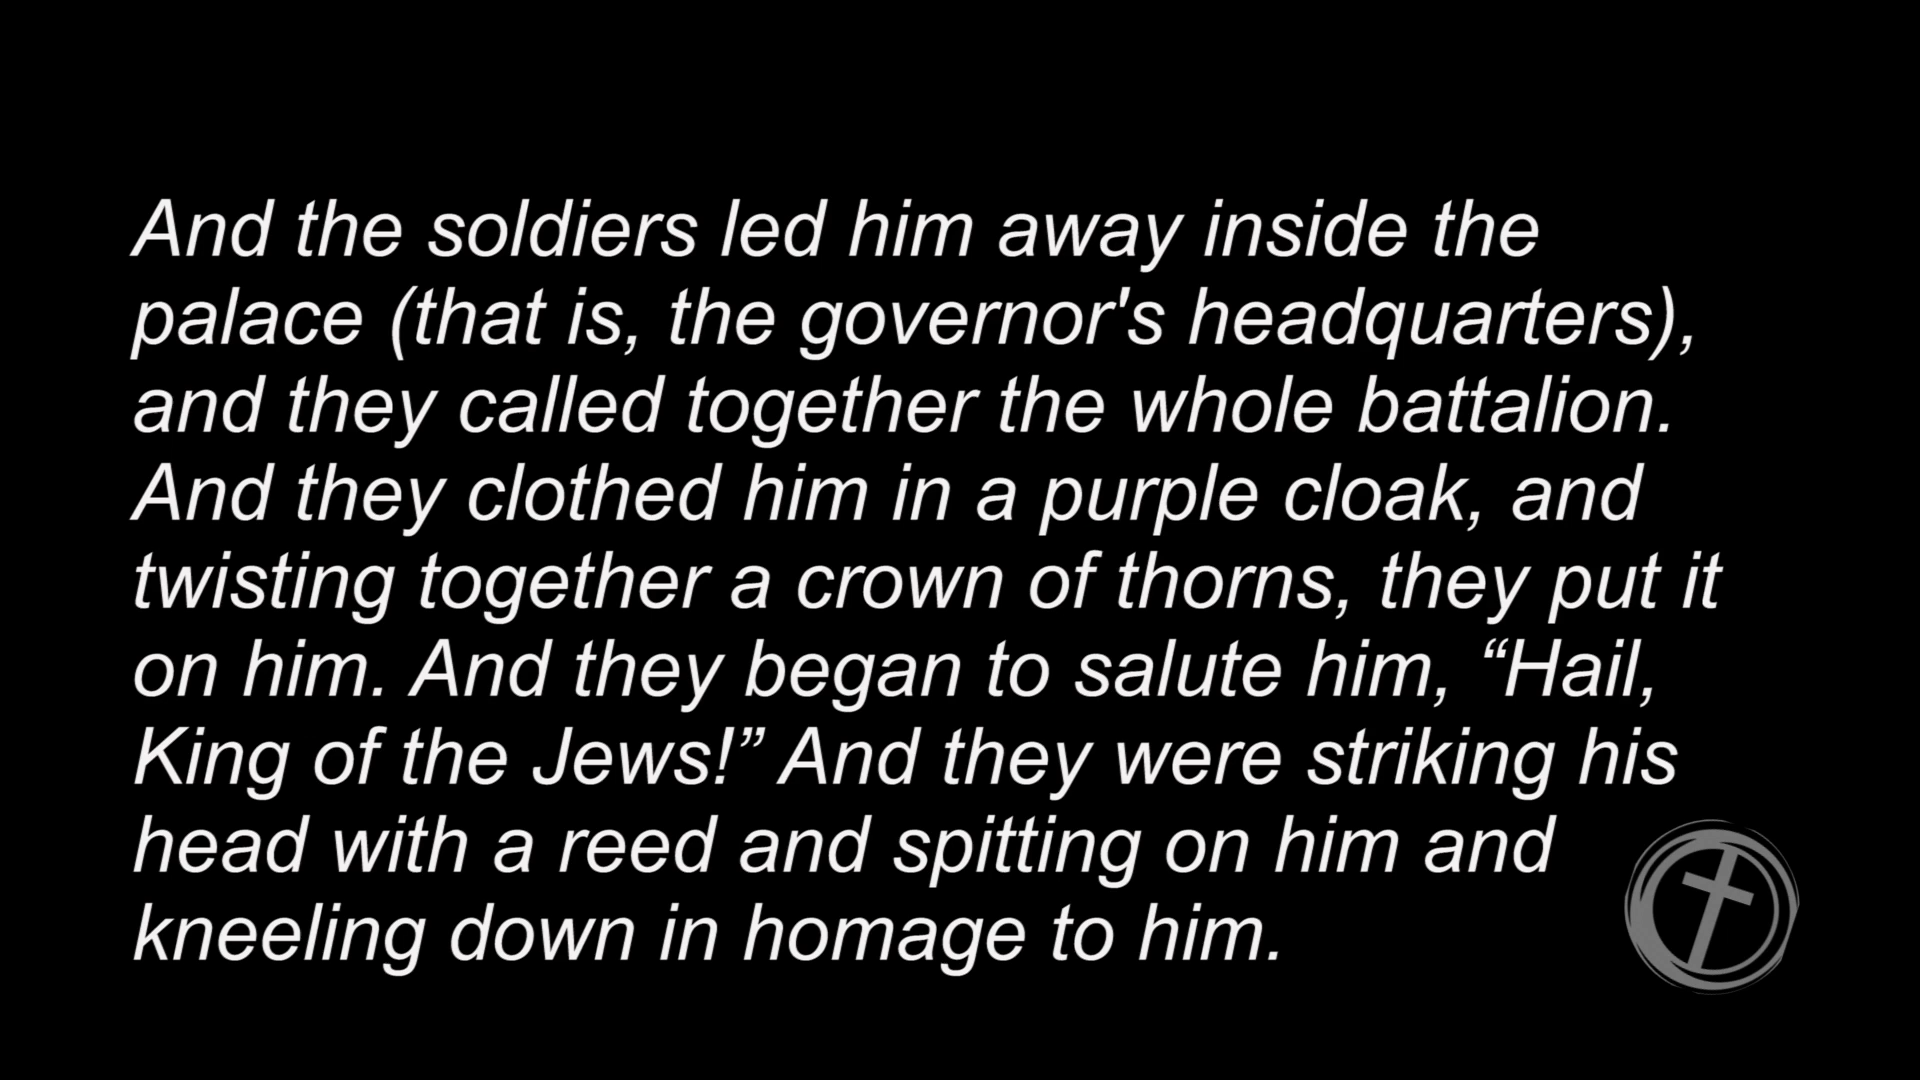 And the soldiers led him away inside the
palace (that is, the governor's headquarters),
and they called together the whole battalion.
And they clothed him in a purple cloak, and
twisting together a crown of thorns, they put it
on him. And they began to salute him, “Hail,
King of the Jews!” And they were striking his
head with a reed and spitting on him and
kneeling down in homage to him.